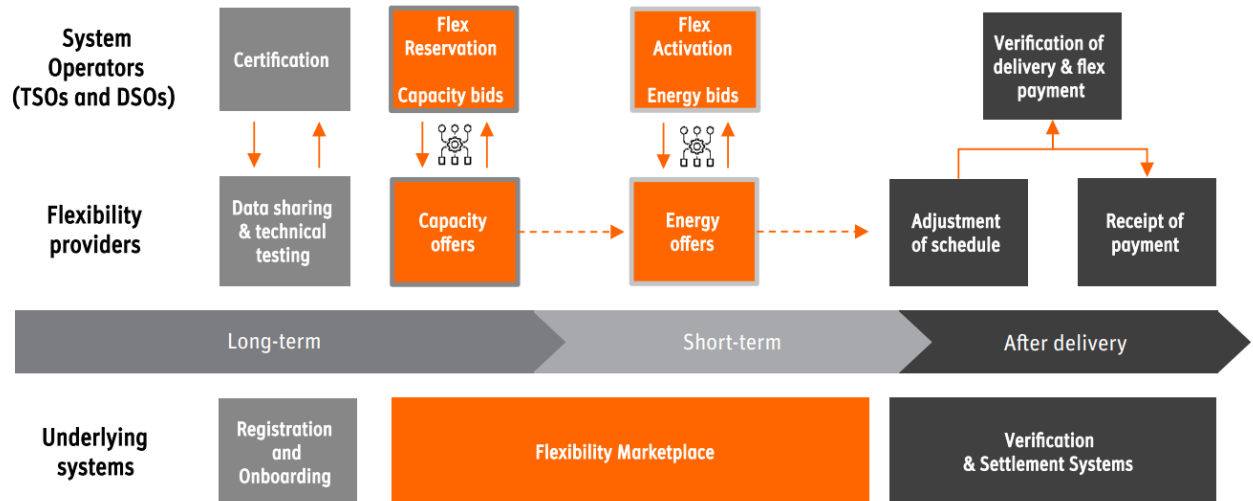 System
Operators
(TSOs and DSOs)
Certification
Flex
Reservation
Capacity bids
Flex
Activation
Energy bids
Verification of
delivery & flex
payment
Flexibility
providers
Data sharing
& technical
testing
Capacity
offers
Energy
offers
Adjustment
of schedule
Receipt of
payment
Long-term
Short-term
After delivery
Underlying
systems
Registration
and
Onboarding
Flexibility Marketplace
Verification
& Settlement Systems